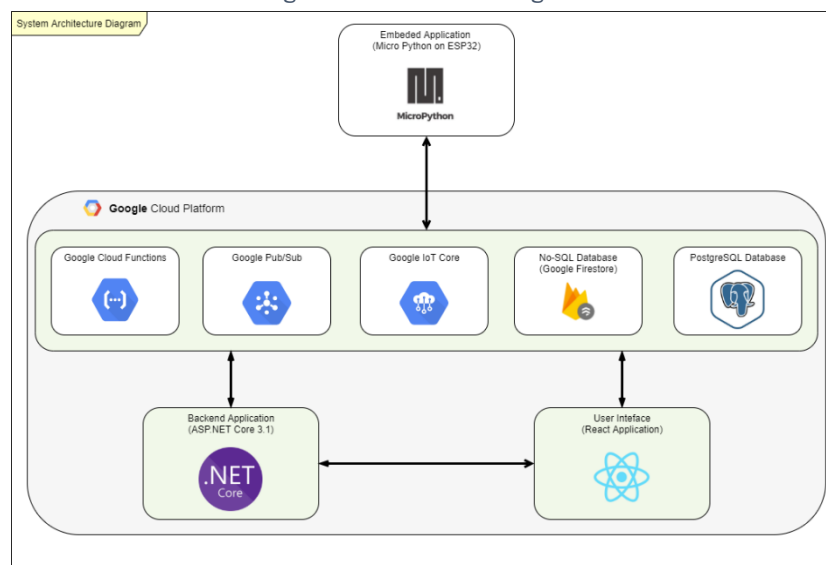 System Architecture Diagram
Embeded Application
(Micro Python on ESP32)
MicroPython
Google Cloud Platform
Google Cloud Functions
Google Pub/Sub
Google IoT Core
No-SQL Database
(Google Firestore)
PostgreSQL Database
Backend Application
(ASP.NET Core 3.1)
.NET
Core
User Inteface
(React Application)